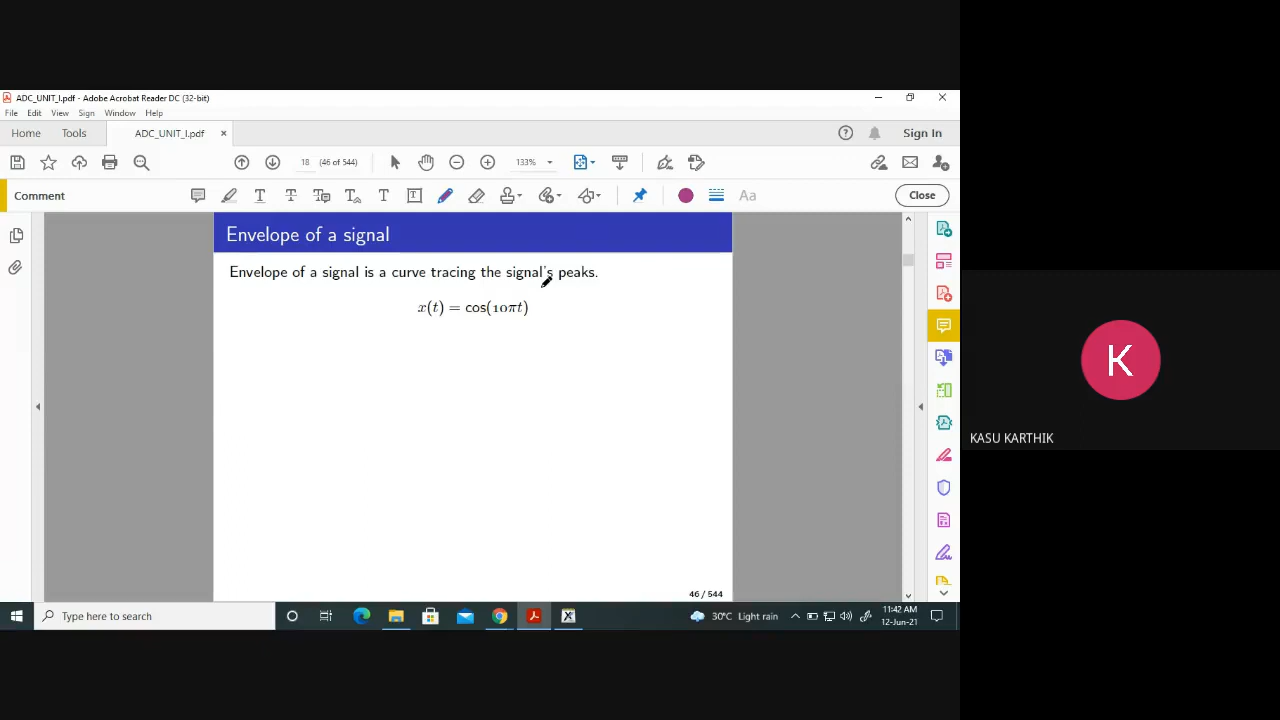 ADC_UNIT_I.pdf - Adobe Acrobat Reader DC (32-bit)
File Edit View Sign Window Help
Home Tools ADC_UNIT_I.pdf × Sign In
18 (46 of 544) 133%
Comment Close
Envelope of a signal
Envelope of a signal is a curve tracing the signal's peaks.
x(t) = cos(10πt)
46 / 544
K
KASU KARTHIK
Type here to search 30°C Light rain 11:42 AM
12-Jun-21